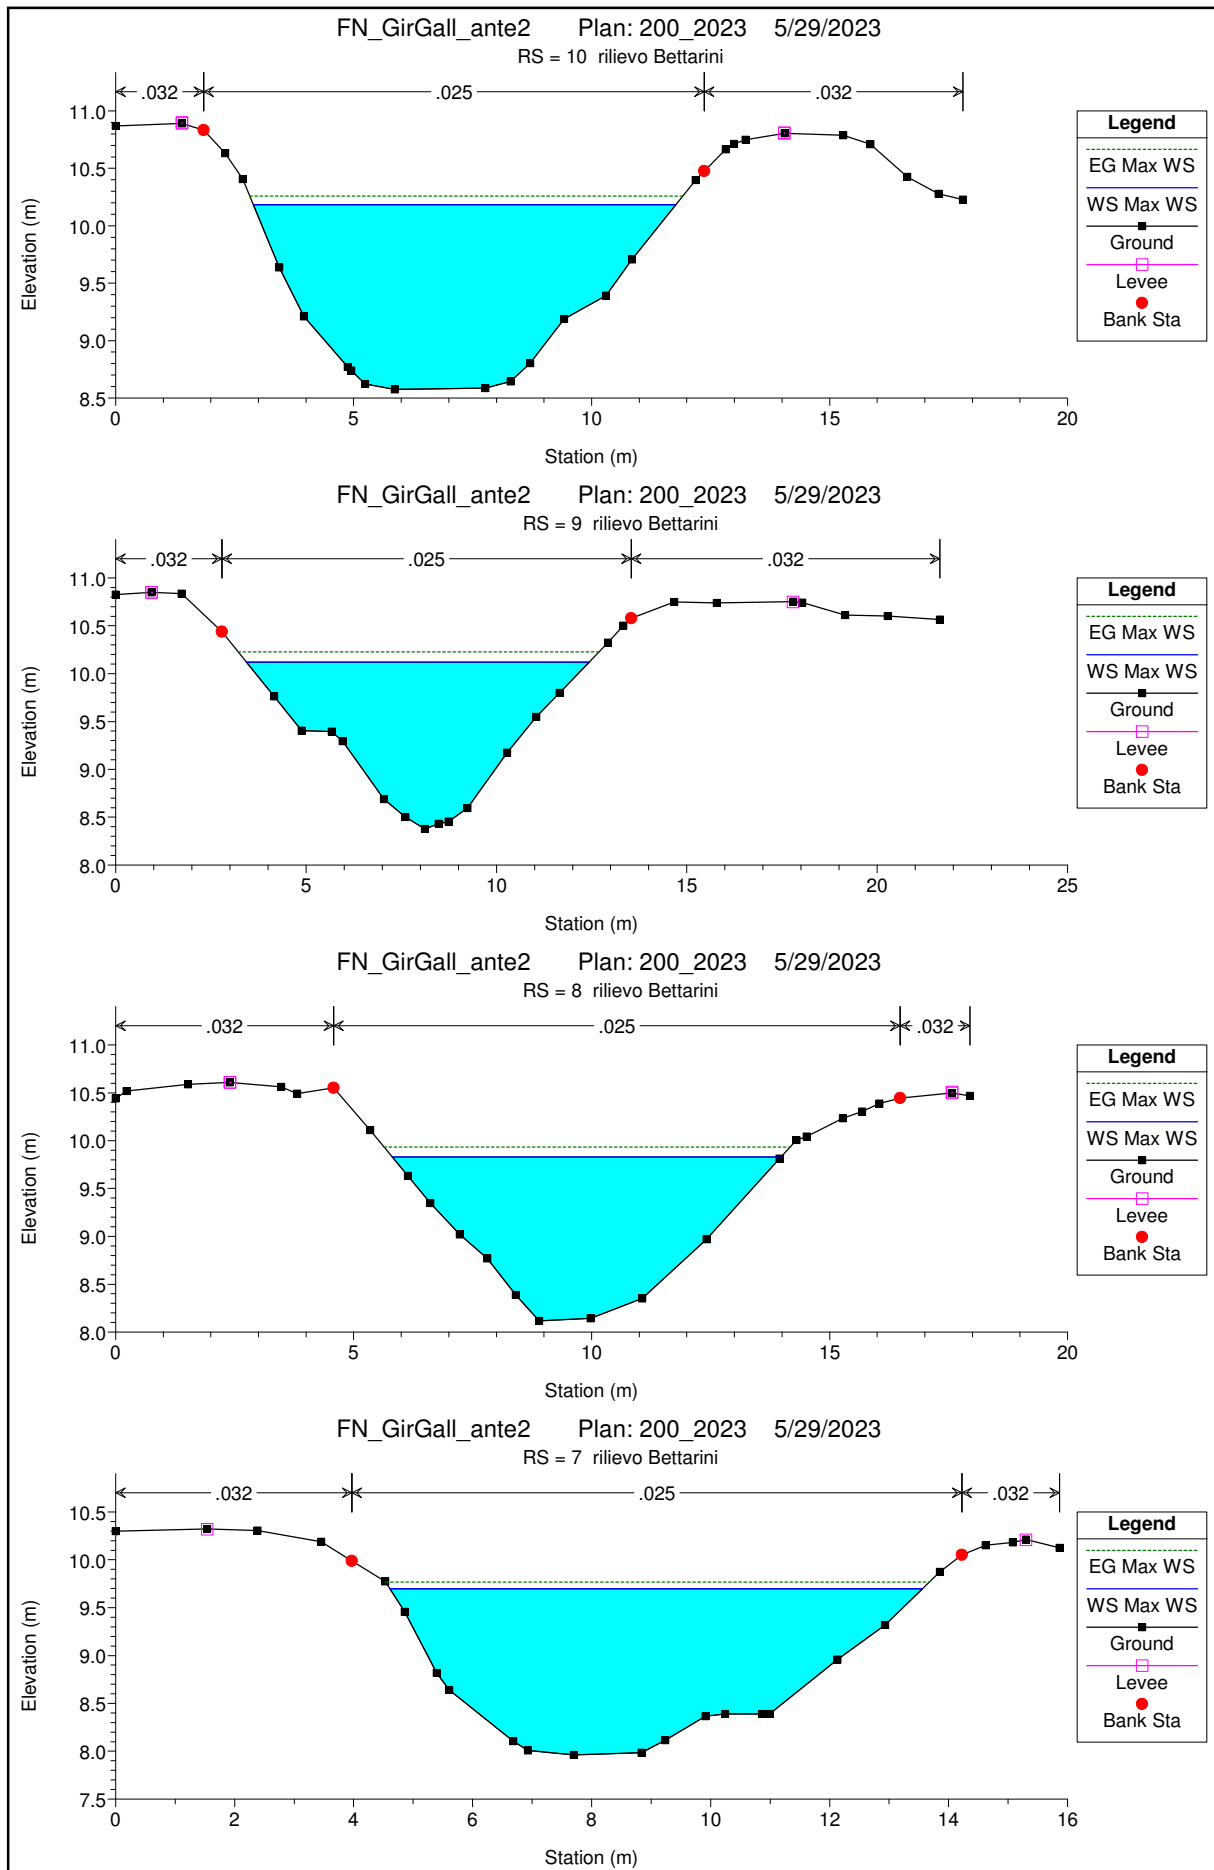 FN_GirGall_ante2 Plan: 200_2023 5/29/2023
RS = 10 rilievo Bettarini
.032 .025 .032
11.0
10.5
10.0
9.5
9.0
8.5
0 5 10 15 20
Elevation (m)
Station (m)
Legend
EG Max WS
WS Max WS
Ground
Levee
Bank Sta
FN_GirGall_ante2 Plan: 200_2023 5/29/2023
RS = 9 rilievo Bettarini
.032 .025 .032
11.0
10.5
10.0
9.5
9.0
8.5
8.0
0 5 10 15 20 25
Elevation (m)
Station (m)
Legend
EG Max WS
WS Max WS
Ground
Levee
Bank Sta
FN_GirGall_ante2 Plan: 200_2023 5/29/2023
RS = 8 rilievo Bettarini
.032 .025 .032
11.0
10.5
10.0
9.5
9.0
8.5
8.0
0 5 10 15 20
Elevation (m)
Station (m)
Legend
EG Max WS
WS Max WS
Ground
Levee
Bank Sta
FN_GirGall_ante2 Plan: 200_2023 5/29/2023
RS = 7 rilievo Bettarini
.032 .025 .032
10.5
10.0
9.5
9.0
8.5
8.0
7.5
0 2 4 6 8 10 12 14 16
Elevation (m)
Station (m)
Legend
EG Max WS
WS Max WS
Ground
Levee
Bank Sta